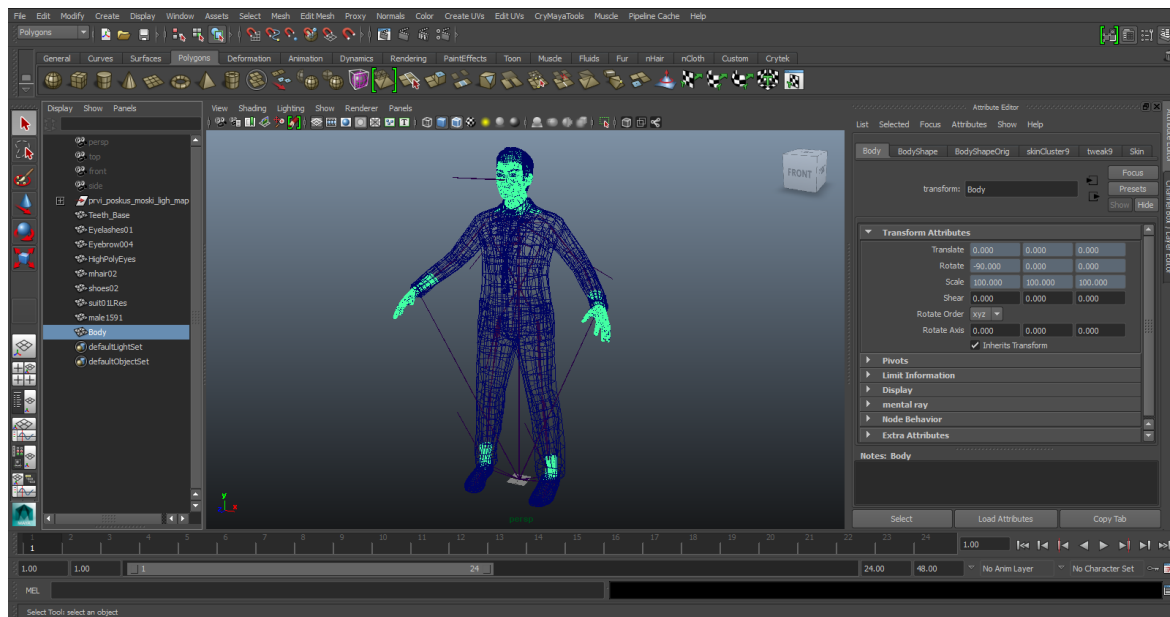 File Edit Modify Create Display Window Assets Select Mesh Edit Mesh Proxy Normals Color Create UVs Edit UVs CryMayaTools Muscle Pipeline Cache Help
Polygons
General Curves Surfaces Polygons Deformation Animation Dynamics Rendering PaintEffects Toon Muscle Fluids Fur nHair nCloth Custom Crytek
Display Show Panels
persp
top
front
side
prvi_poskus_moski_ligh_map
Teeth_Base
Eyelashes01
Eyebrow004
HighPolyEyes
mhair02
shoes02
suit01LRes
male1591
Body
defaultLightSet
defaultObjectSet
View Shading Lighting Show Renderer Panels
FRONT
y
x
persp
Attribute Editor
List Selected Focus Attributes Show Help
Body BodyShape BodyShapeOrig skinCluster9 tweak9 Skin
transform: Body
Focus
Presets
Show Hide
Transform Attributes
Translate 0.000 0.000 0.000
Rotate -90.000 0.000 0.000
Scale 100.000 100.000 100.000
Shear 0.000 0.000 0.000
Rotate Order xyz
Rotate Axis 0.000 0.000 0.000
Inherits Transform
Pivots
Limit Information
Display
mental ray
Node Behavior
Extra Attributes
Notes: Body
Select Load Attributes Copy Tab
1 2 3 4 5 6 7 8 9 10 11 12 13 14 15 16 17 18 19 20 21 22 23 24
1
1.00
1.00 1.00 1 24 24.00 48.00 No Anim Layer No Character Set
MEL
Select Tool: select an object